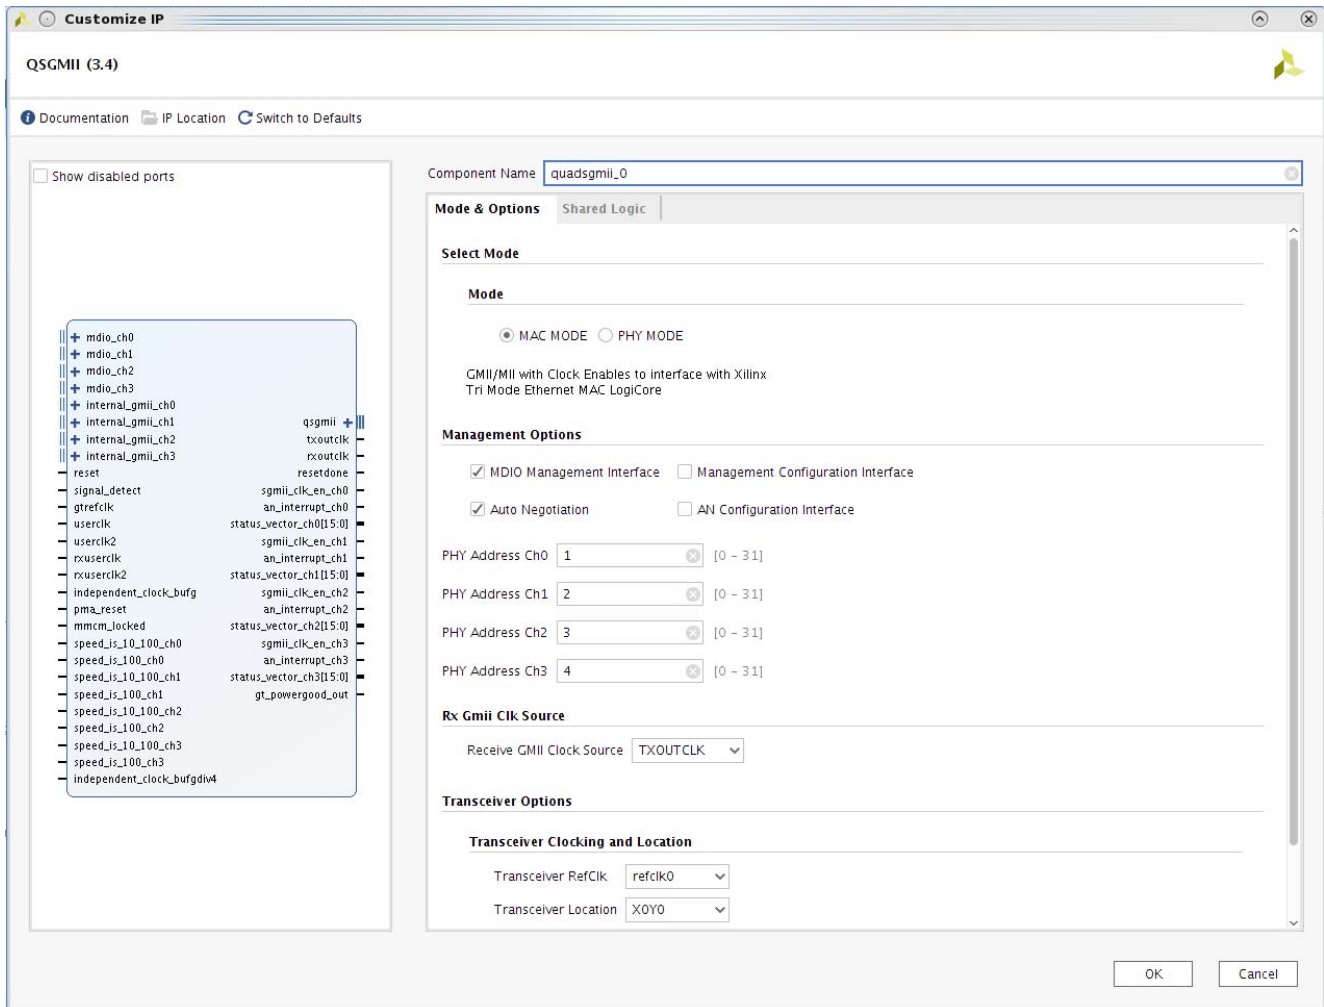 Customize IP
QSGMII (3.4)
Documentation IP Location Switch to Defaults
Show disabled ports
mdio_ch0
mdio_ch1
mdio_ch2
mdio_ch3
internal_gmii_ch0
internal_gmii_ch1 qsgmii
internal_gmii_ch2 txoutclk
internal_gmii_ch3 rxoutclk
reset resetdone
signal_detect sgmii_clk_en_ch0
gtrefclk an_interrupt_ch0
userclk status_vector_ch0[15:0]
userclk2 sgmii_clk_en_ch1
rxuserclk an_interrupt_ch1
rxuserclk2 status_vector_ch1[15:0]
independent_clock_bufg sgmii_clk_en_ch2
pma_reset an_interrupt_ch2
mmcm_locked status_vector_ch2[15:0]
speed_is_10_100_ch0 sgmii_clk_en_ch3
speed_is_100_ch0 an_interrupt_ch3
speed_is_10_100_ch1 status_vector_ch3[15:0]
speed_is_100_ch1 gt_powergood_out
speed_is_10_100_ch2
speed_is_100_ch2
speed_is_10_100_ch3
speed_is_100_ch3
independent_clock_bufgdiv4
Component Name quadsgmii_0
Mode & Options Shared Logic
Select Mode
Mode
MAC MODE PHY MODE
GMII/MII with Clock Enables to interface with Xilinx
Tri Mode Ethernet MAC LogiCore
Management Options
MDIO Management Interface Management Configuration Interface
Auto Negotiation AN Configuration Interface
PHY Address Ch0 1 [0 - 31]
PHY Address Ch1 2 [0 - 31]
PHY Address Ch2 3 [0 - 31]
PHY Address Ch3 4 [0 - 31]
Rx Gmii Clk Source
Receive GMII Clock Source TXOUTCLK
Transceiver Options
Transceiver Clocking and Location
Transceiver RefClk refclk0
Transceiver Location X0Y0
OK Cancel